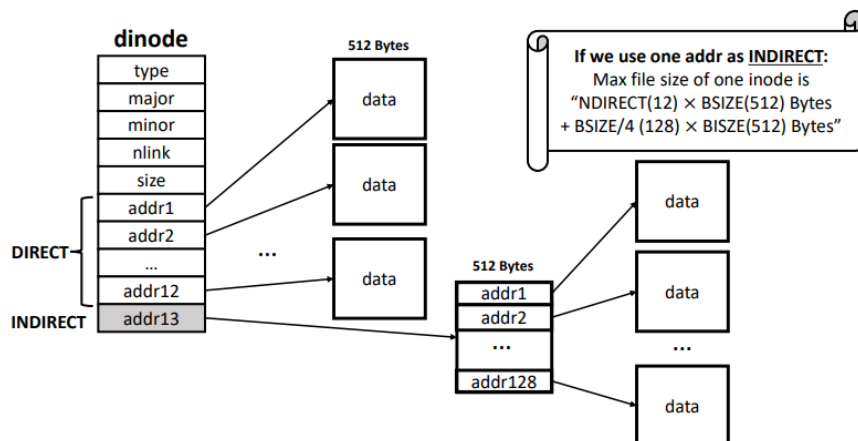 dinode
type
major
minor
nlink
size
addr1
addr2
...
addr12
addr13
DIRECT
INDIRECT
512 Bytes
data
data
...
data
512 Bytes
addr1
addr2
...
addr128
If we use one addr as INDIRECT:
Max file size of one inode is
“NDIRECT(12) × BSIZE(512) Bytes
+ BSIZE/4 (128) × BISZE(512) Bytes”
data
data
...
data